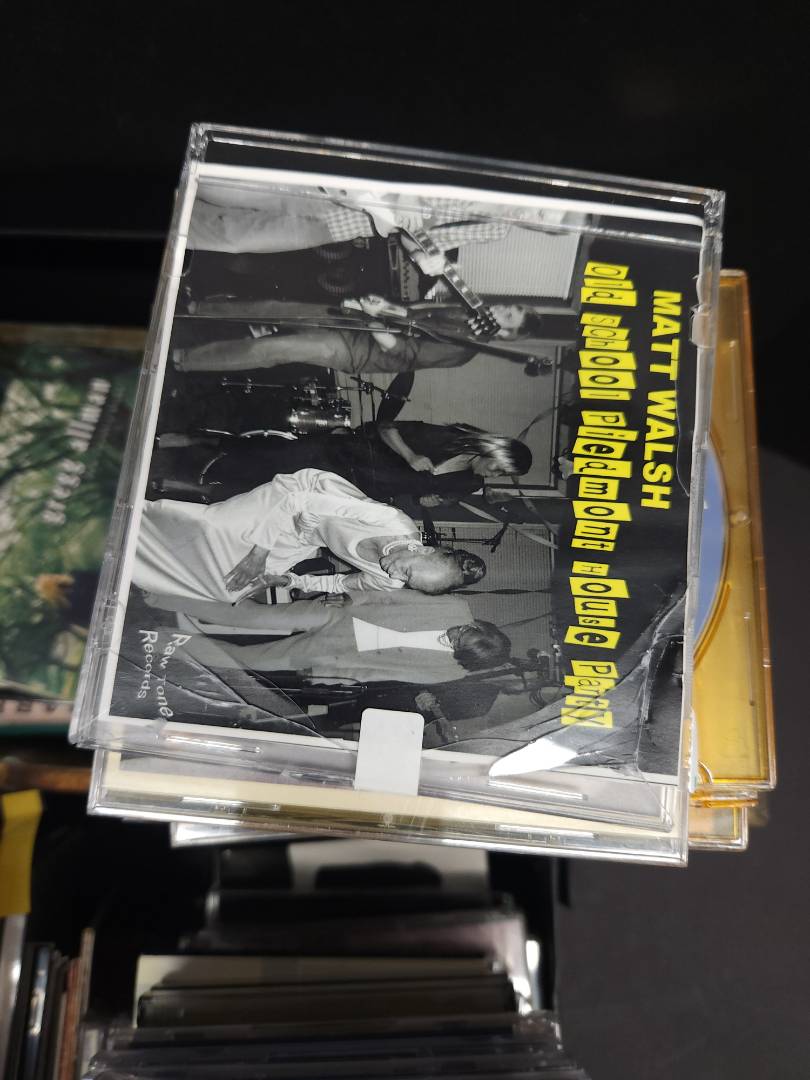 MATT WALSH
Old School Piedmont House Party
Raw Tone
Records